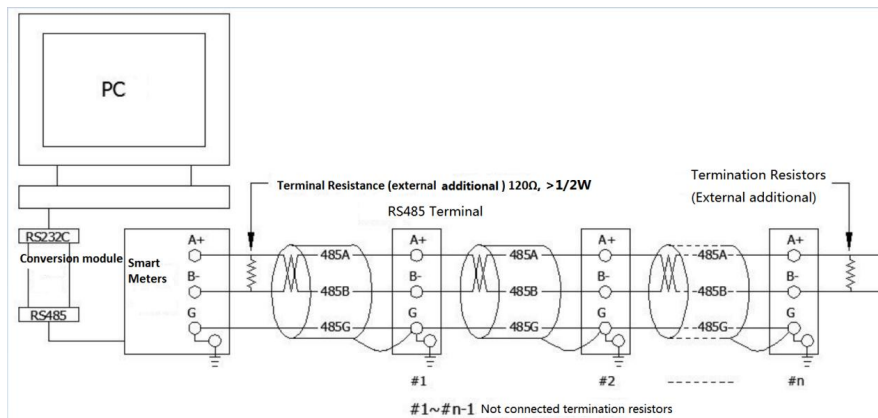 PC
Terminal Resistance (external additional ) 120Ω, >1/2W
Termination Resistors
(External additional)
RS485 Terminal
RS232C
Conversion module
RS485
Smart
Meters
A+
B-
G
485A
485B
485G
A+
B-
G
485A
485B
485G
A+
B-
G
485A
485B
485G
A+
B-
G
#1
#2
#n
#1~#n-1 Not connected termination resistors